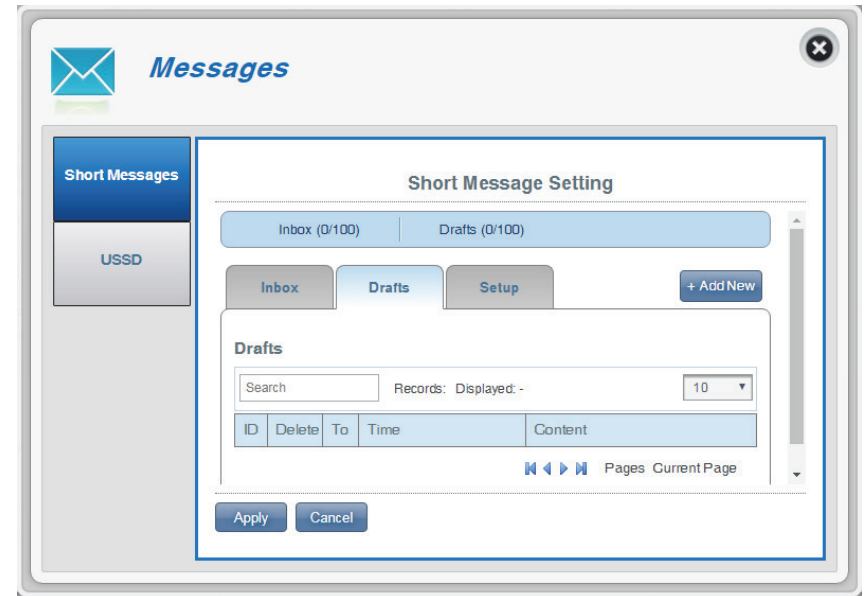 Messages
Short Messages
USSD
Short Message Setting
Inbox (0/100) Drafts (0/100)
Inbox Drafts Setup + Add New
Drafts
Search Records: Displayed: - 10
ID Delete To Time Content
Pages Current Page
Apply Cancel